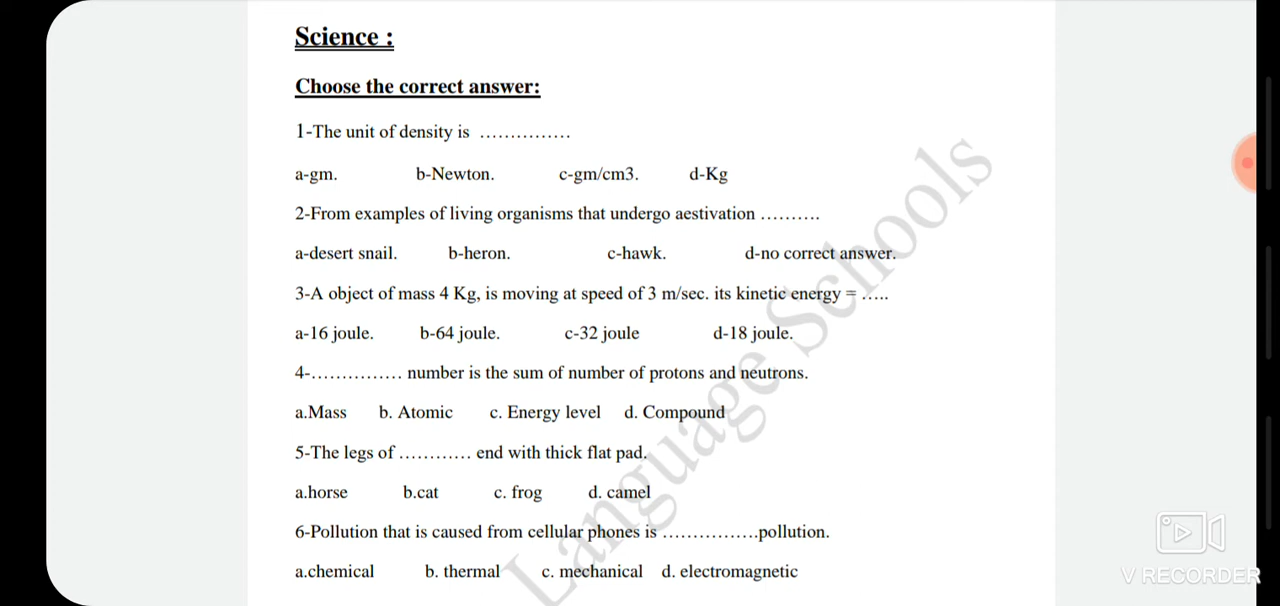 Science :
Choose the correct answer:
1-The unit of density is ……………
a-gm. b-Newton. c-gm/cm3. d-Kg
2-From examples of living organisms that undergo aestivation ……….
a-desert snail. b-heron. c-hawk. d-no correct answer.
3-A object of mass 4 Kg, is moving at speed of 3 m/sec. its kinetic energy = …..
a-16 joule. b-64 joule. c-32 joule d-18 joule.
4-…………… number is the sum of number of protons and neutrons.
a.Mass b. Atomic c. Energy level d. Compound
5-The legs of ………… end with thick flat pad.
a.horse b.cat c. frog d. camel
6-Pollution that is caused from cellular phones is …………….pollution.
a.chemical b. thermal c. mechanical d. electromagnetic
Language Schools
V RECORDER